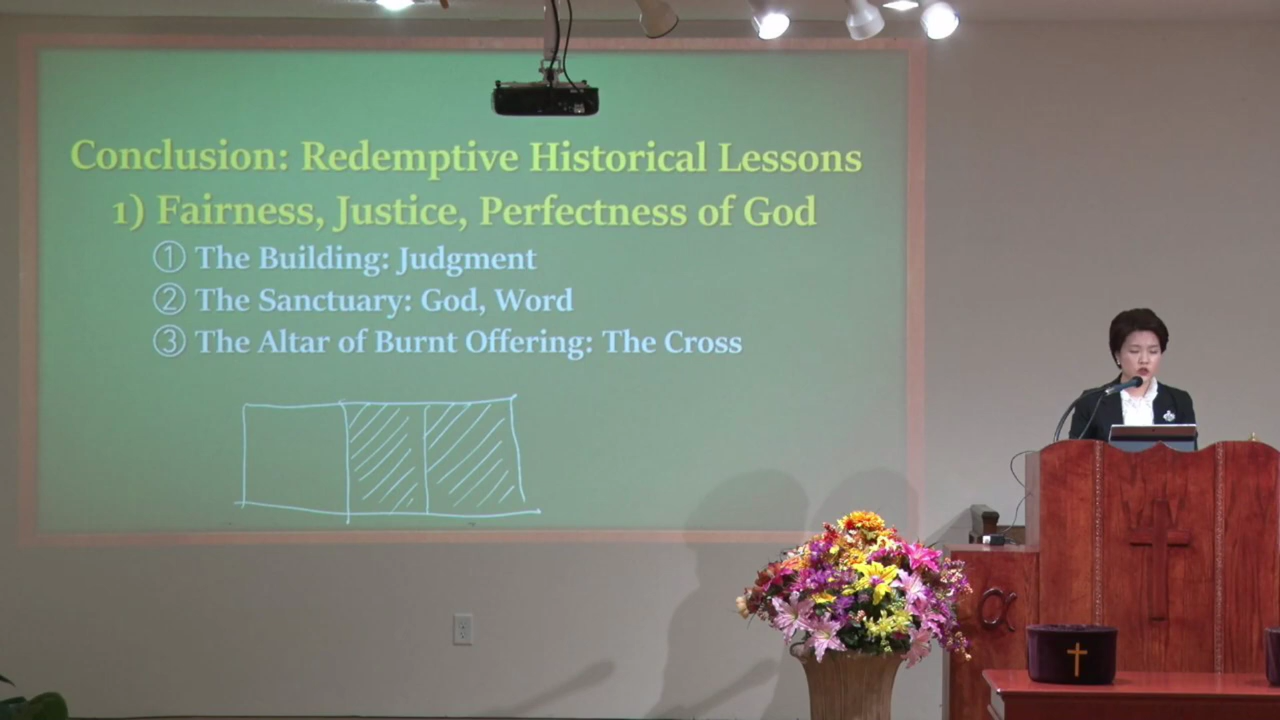 Conclusion: Redemptive Historical Lessons
1) Fairness, Justice, Perfectness of God
① The Building: Judgment
② The Sanctuary: God, Word
③ The Altar of Burnt Offering: The Cross
α